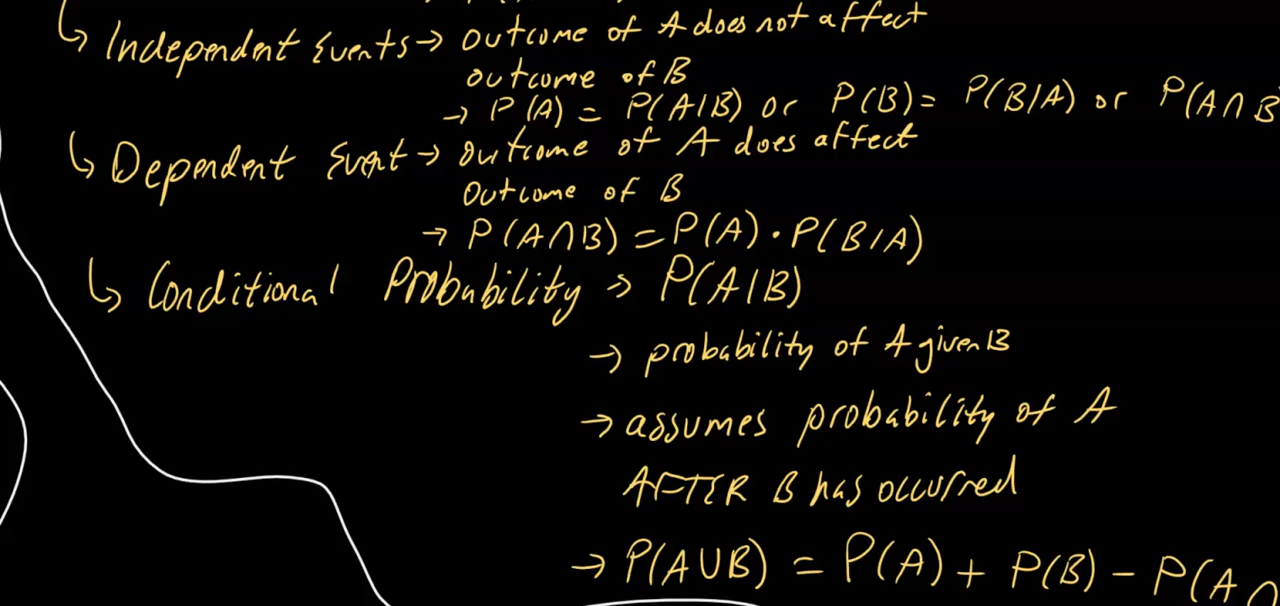 ↳ Independent Events → outcome of A does not affect
outcome of B
→ P(A) = P(A|B) or P(B) = P(B|A) or P(A∩B
↳ Dependent Event → outcome of A does affect
outcome of B
→ P(A∩B) = P(A) · P(B|A)
↳ Conditional Probability → P(A|B)
→ probability of A given B
→ assumes probability of A
AFTER B has occurred
→ P(A∪B) = P(A) + P(B) - P(A∩